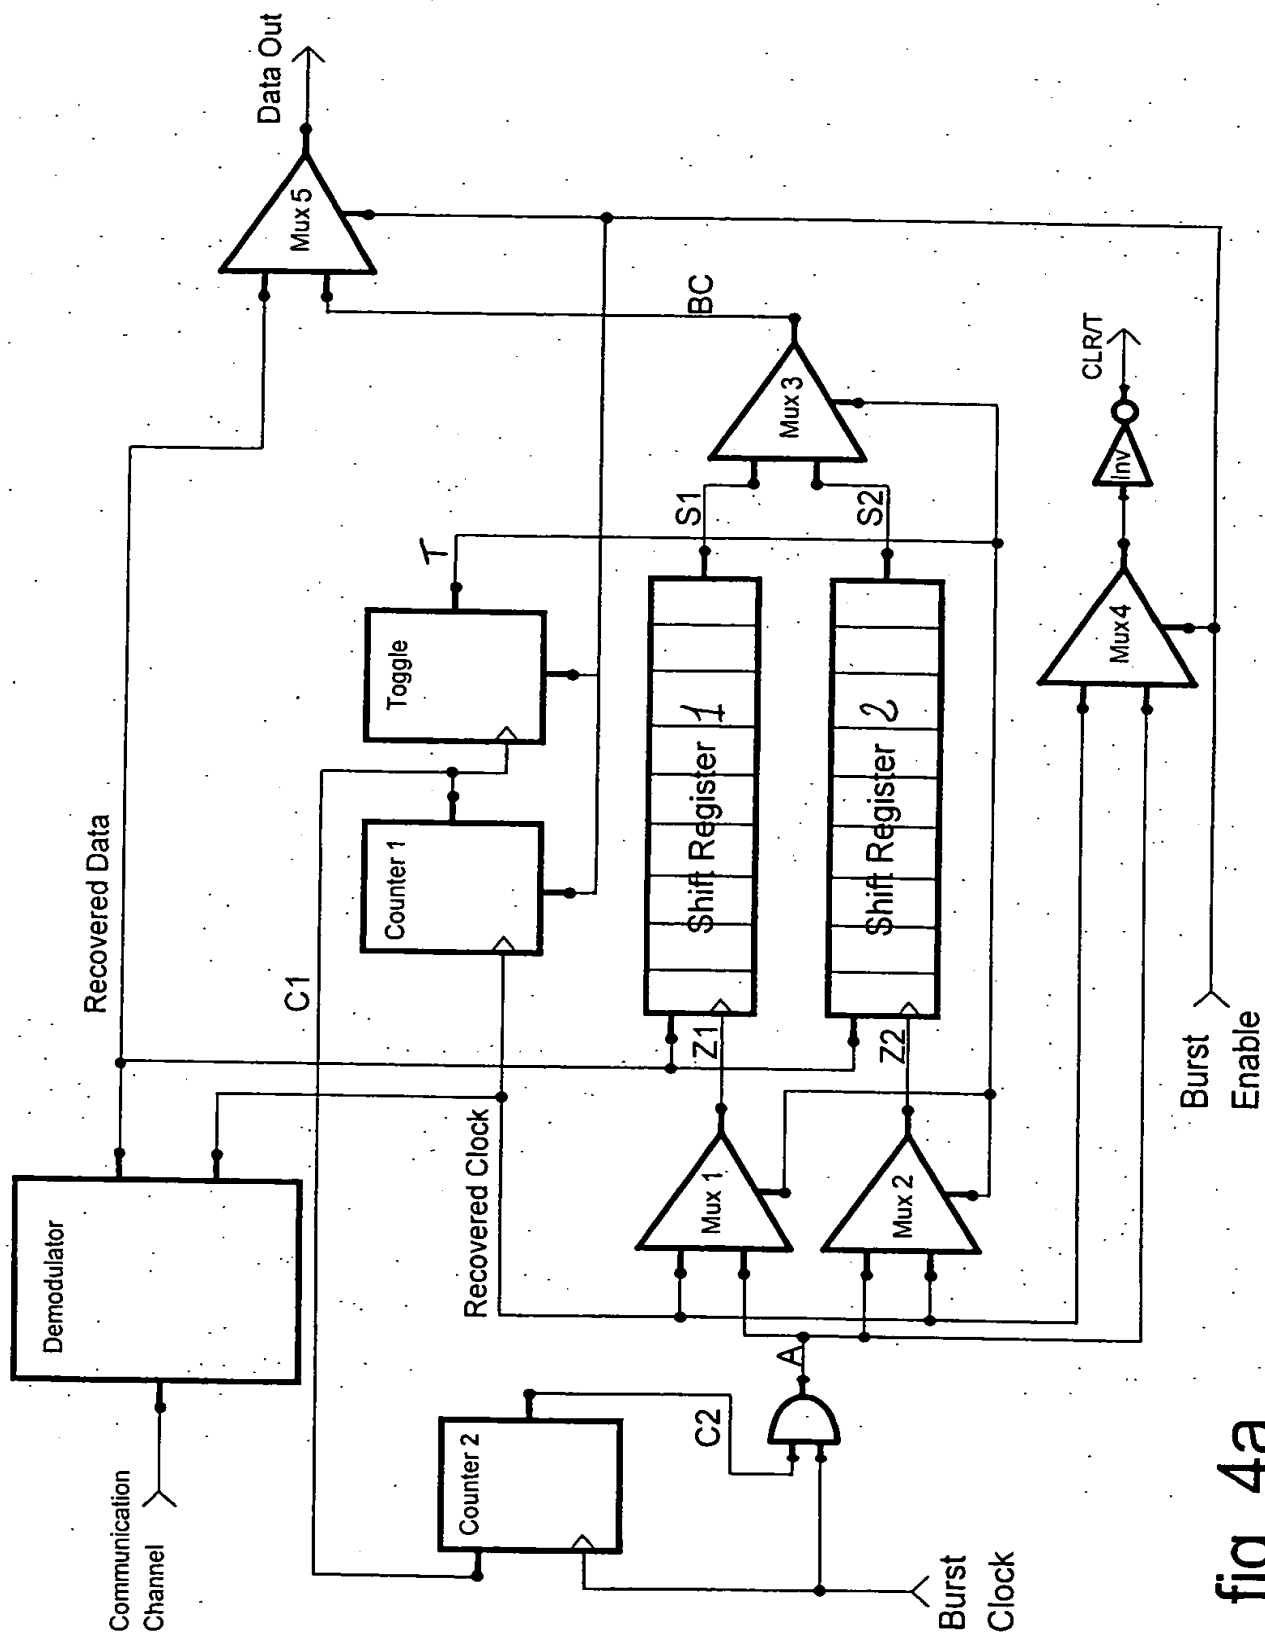 Communication
Channel
Demodulator
Recovered Data
Data Out
Mux 5
C1
Counter 1
Toggle
T
Counter 2
Recovered Clock
C2
A
Mux 1
Z1
Shift Register 1
S1
Mux 3
BC
Mux 2
Z2
Shift Register 2
S2
Burst
Clock
Mux4
Inv
CLR/T
Burst
Enable
fig 4a